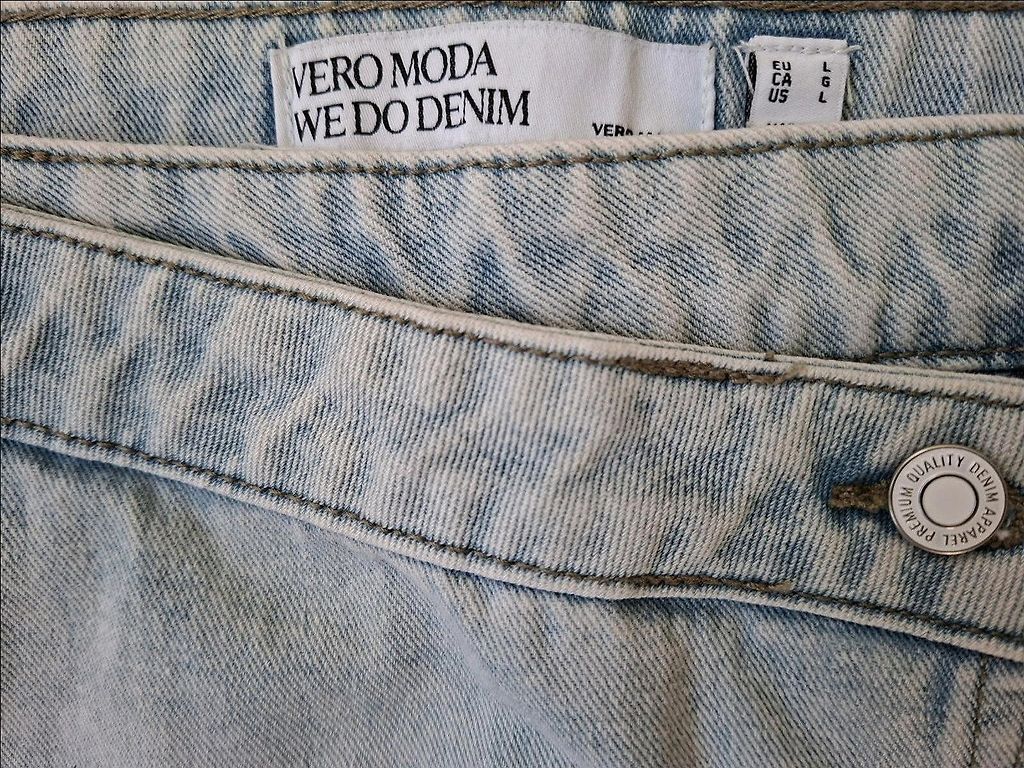 VERO MODA
WE DO DENIM
EU L
CA G
US L
PREMIUM QUALITY DENIM APPAREL